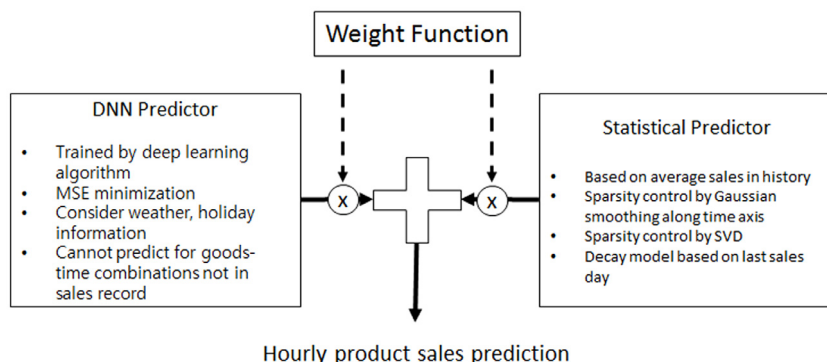 Weight Function
DNN Predictor
• Trained by deep learning
algorithm
• MSE minimization
• Consider weather, holiday
information
• Cannot predict for goods-
time combinations not in
sales record
x
x
Statistical Predictor
• Based on average sales in history
• Sparsity control by Gaussian
smoothing along time axis
• Sparsity control by SVD
• Decay model based on last sales
day
Hourly product sales prediction